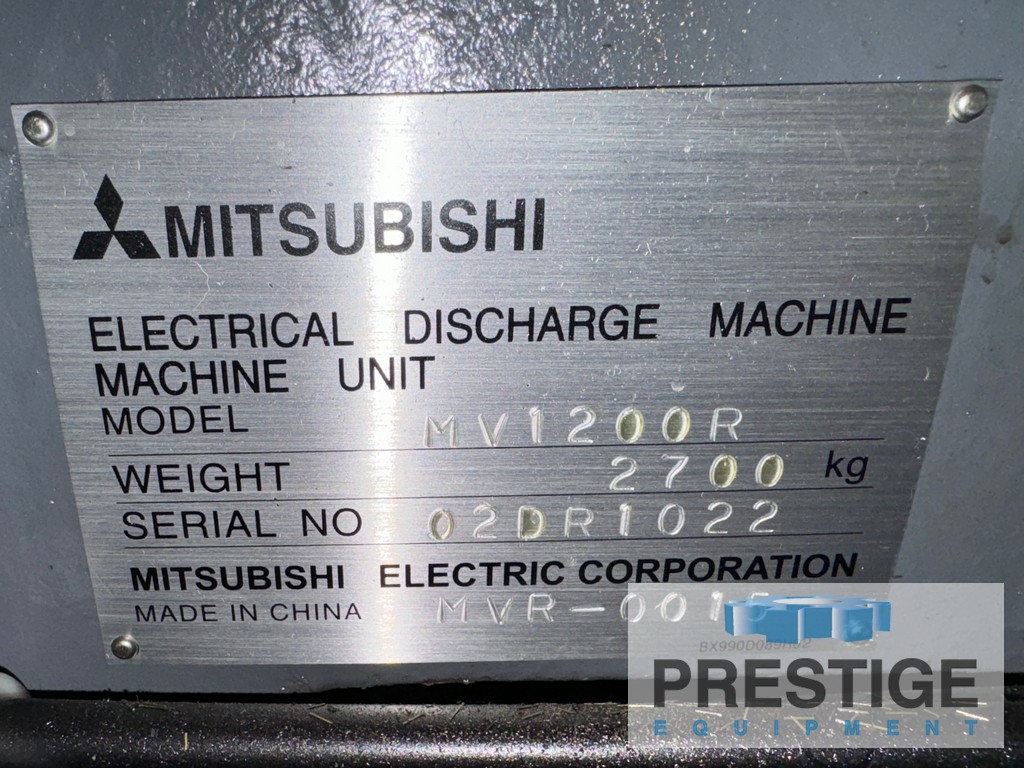 MITSUBISHI
ELECTRICAL DISCHARGE MACHINE
MACHINE UNIT
MODEL MV1200R
WEIGHT 2700 kg
SERIAL NO 02DR1022
MITSUBISHI ELECTRIC CORPORATION
MADE IN CHINA
PRESTIGE
EQUIPMENT